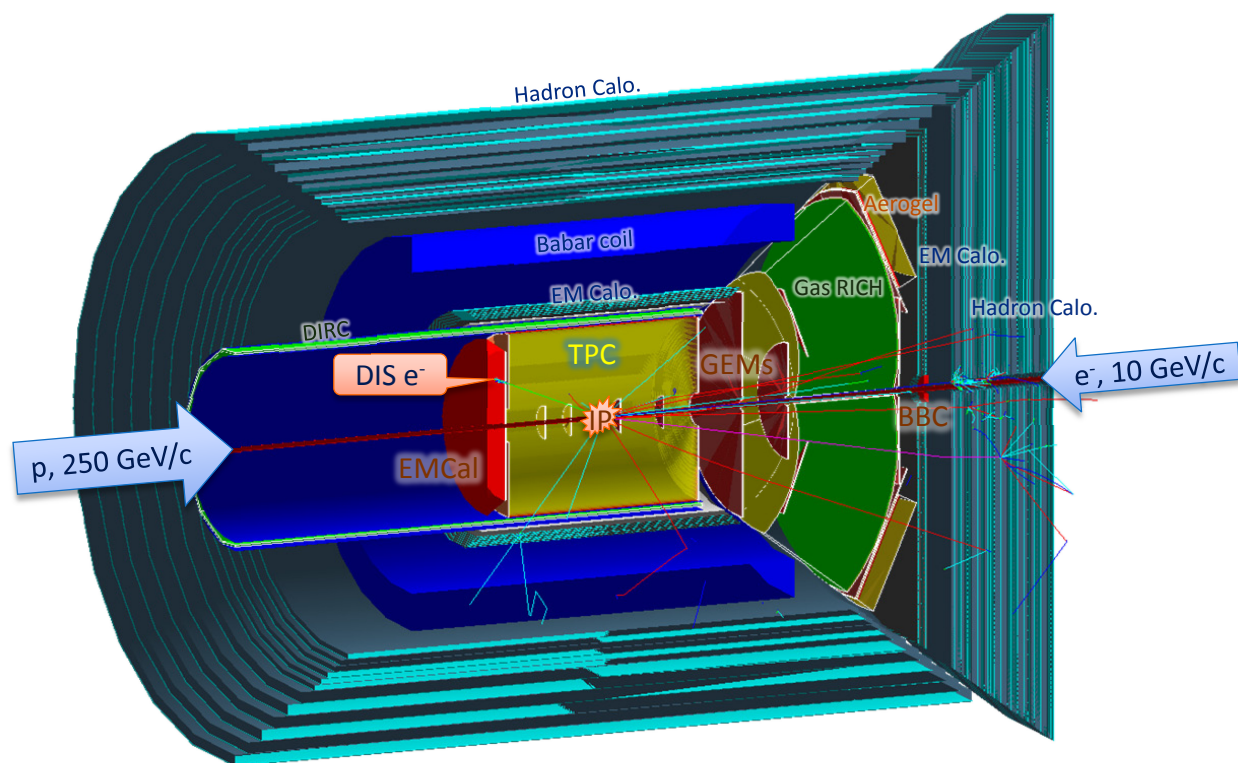 Hadron Calo.
Aerogel
Babar coil
EM Calo.
Gas RICH
EM Calo.
Hadron Calo.
DIRC
TPC
GEMs
DIS e⁻
e⁻, 10 GeV/c
IP
BBC
p, 250 GeV/c
EMCal